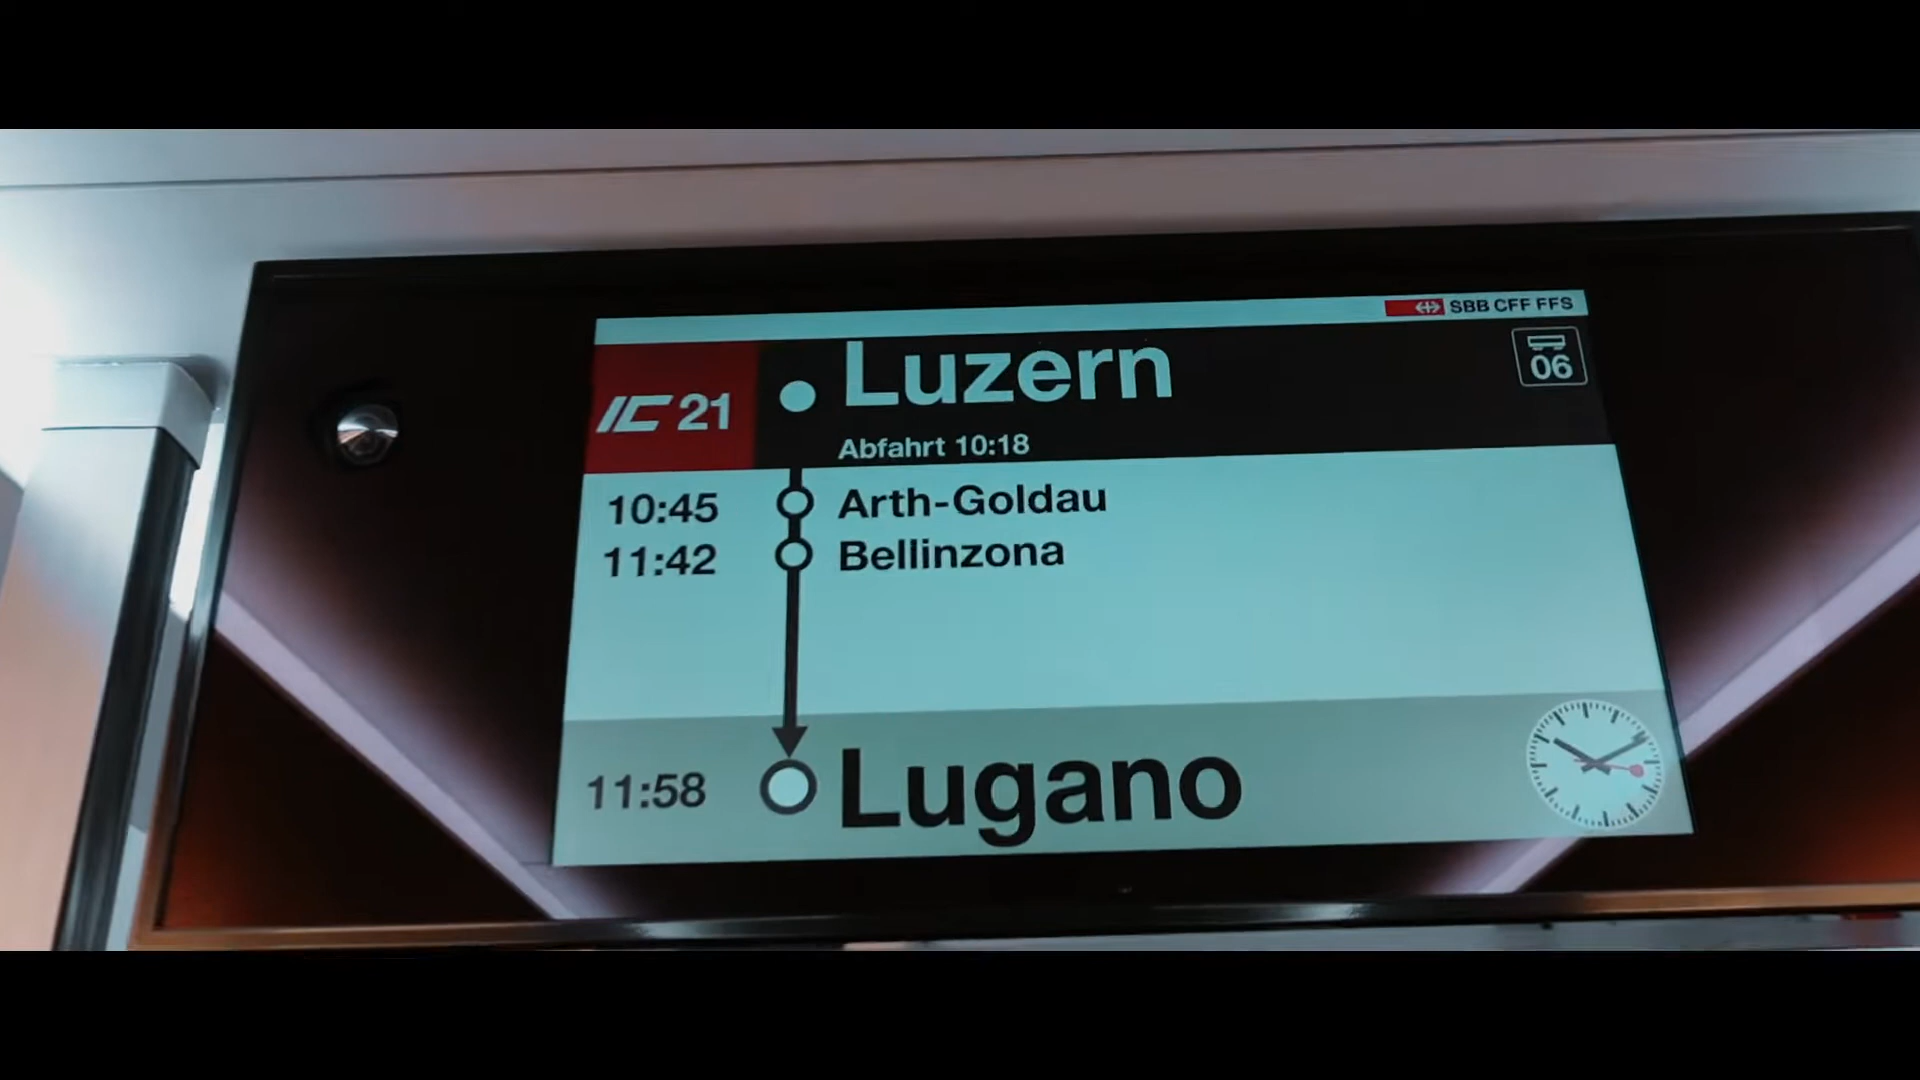 SBB CFF FFS
IC 21
Luzern
06
Abfahrt 10:18
10:45 Arth-Goldau
11:42 Bellinzona
11:58 Lugano